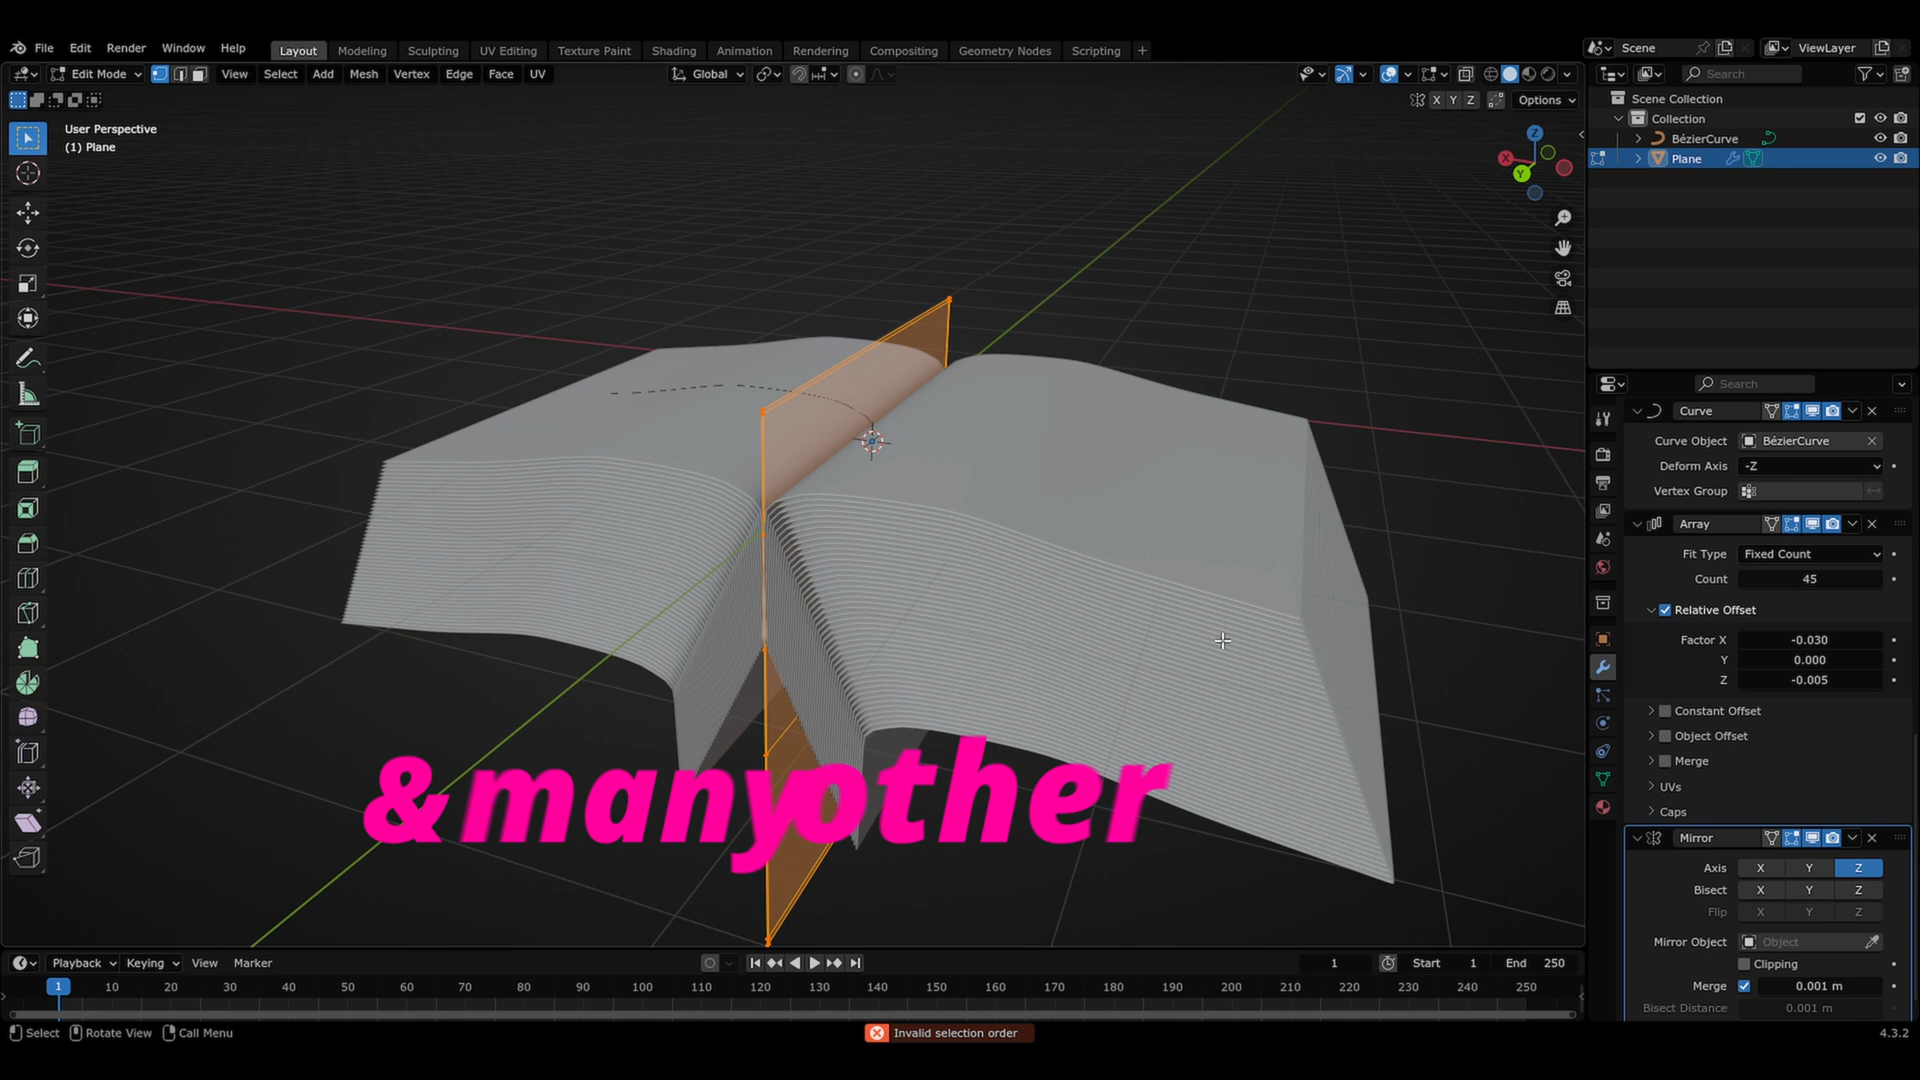 File Edit Render Window Help Layout Modeling Sculpting UV Editing Texture Paint Shading Animation Rendering Compositing Geometry Nodes Scripting + Scene ViewLayer
Edit Mode View Select Add Mesh Vertex Edge Face UV Global Search
X Y Z Options
User Perspective
(1) Plane
Z
X
Y
Scene Collection
Collection
BézierCurve
Plane
Search
Curve
Curve Object BézierCurve
Deform Axis -Z
Vertex Group
Array
Fit Type Fixed Count
Count 45
Relative Offset
Factor X -0.030
Y 0.000
Z -0.005
Constant Offset
Object Offset
Merge
UVs
Caps
Mirror
Axis X Y Z
Bisect X Y Z
Flip X Y Z
Mirror Object Object
Clipping
Merge 0.001 m
Bisect Distance 0.001 m
& many other
Playback Keying View Marker 1 Start 1 End 250
1 10 20 30 40 50 60 70 80 90 100 110 120 130 140 150 160 170 180 190 200 210 220 230 240 250
Select Rotate View Call Menu Invalid selection order 4.3.2